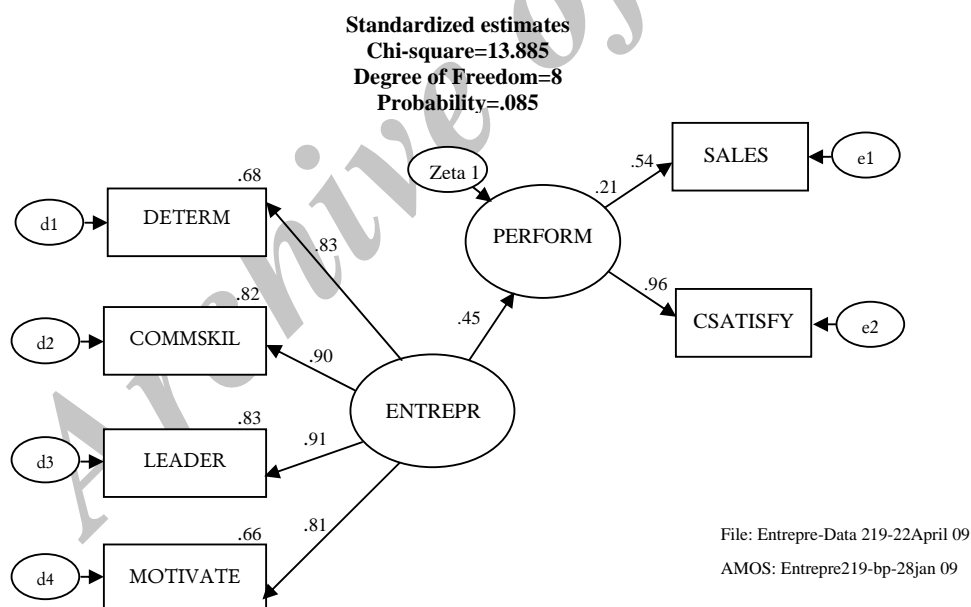 Standardized estimates
Chi-square=13.885
Degree of Freedom=8
Probability=.085
Archive of
SALES
e1
.54
Zeta 1
.21
.68
DETERM
d1
PERFORM
.83
.96
CSATISFY
e2
.82
COMMSKIL
d2
.45
.90
ENTREPR
.83
LEADER
d3
.91
.81
.66
MOTIVATE
d4
File: Entrepre-Data 219-22April 09
AMOS: Entrepre219-bp-28jan 09